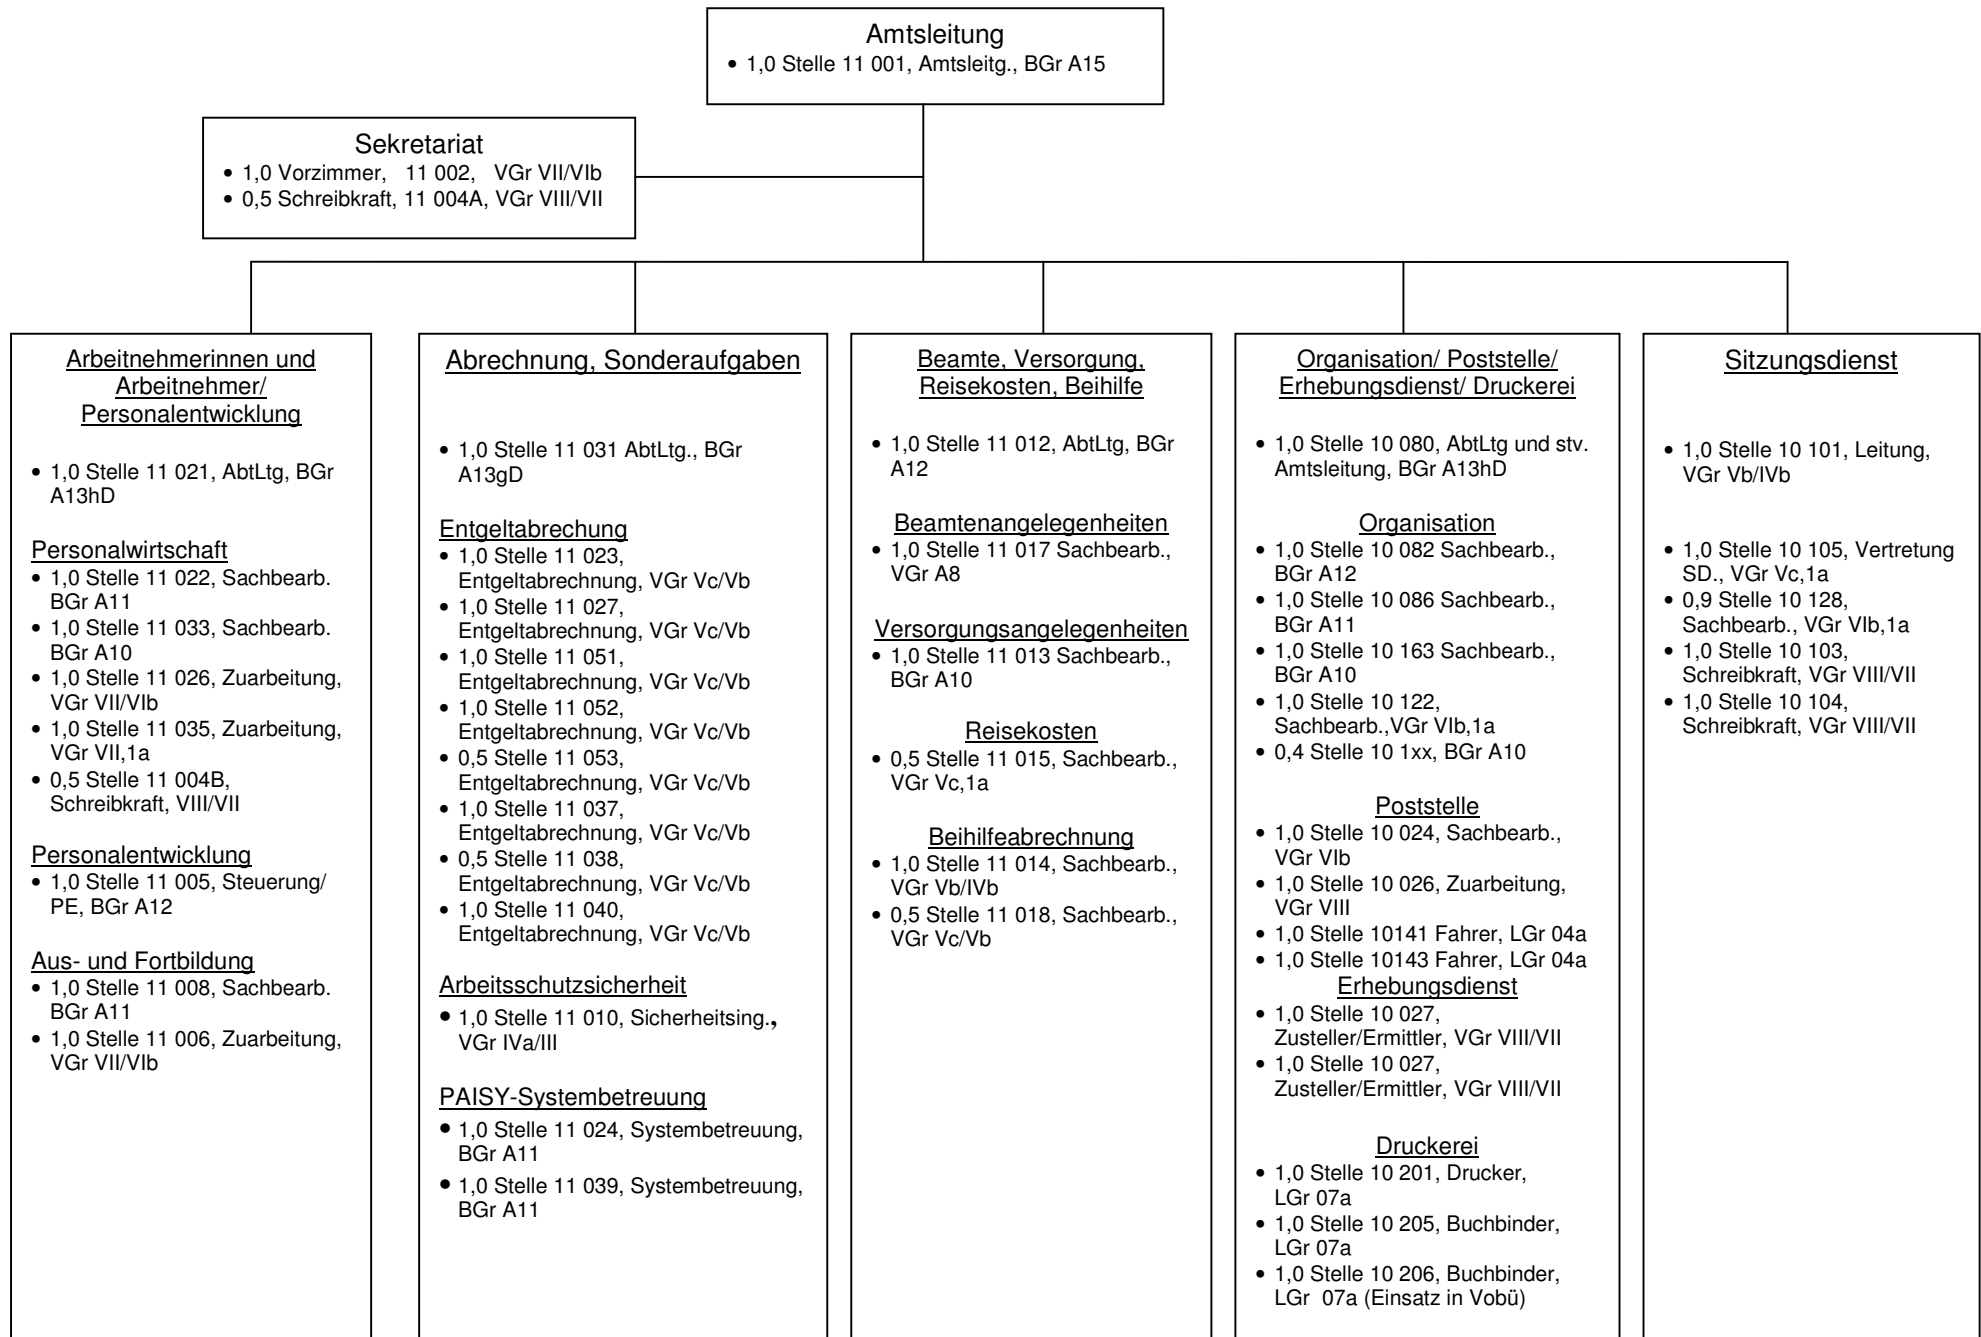 Amtsleitung
• 1,0 Stelle 11 001, Amtsleitg., BGr A15
Sekretariat
• 1,0 Vorzimmer, 11 002, VGr VII/VIb
• 0,5 Schreibkraft, 11 004A, VGr VIII/VII
Arbeitnehmerinnen und
Arbeitnehmer/
Personalentwicklung
• 1,0 Stelle 11 021, AbtLtg, BGr
A13hD
Personalwirtschaft
• 1,0 Stelle 11 022, Sachbearb.
BGr A11
• 1,0 Stelle 11 033, Sachbearb.
BGr A10
• 1,0 Stelle 11 026, Zuarbeitung,
VGr VII/VIb
• 1,0 Stelle 11 035, Zuarbeitung,
VGr VII,1a
• 0,5 Stelle 11 004B,
Schreibkraft, VIII/VII
Personalentwicklung
• 1,0 Stelle 11 005, Steuerung/
PE, BGr A12
Aus- und Fortbildung
• 1,0 Stelle 11 008, Sachbearb.
BGr A11
• 1,0 Stelle 11 006, Zuarbeitung,
VGr VII/VIb
Abrechnung, Sonderaufgaben
• 1,0 Stelle 11 031 AbtLtg., BGr
A13gD
Entgeltabrechung
• 1,0 Stelle 11 023,
Entgeltabrechnung, VGr Vc/Vb
• 1,0 Stelle 11 027,
Entgeltabrechnung, VGr Vc/Vb
• 1,0 Stelle 11 051,
Entgeltabrechnung, VGr Vc/Vb
• 1,0 Stelle 11 052,
Entgeltabrechnung, VGr Vc/Vb
• 0,5 Stelle 11 053,
Entgeltabrechnung, VGr Vc/Vb
• 1,0 Stelle 11 037,
Entgeltabrechnung, VGr Vc/Vb
• 0,5 Stelle 11 038,
Entgeltabrechnung, VGr Vc/Vb
• 1,0 Stelle 11 040,
Entgeltabrechnung, VGr Vc/Vb
Arbeitsschutzsicherheit
• 1,0 Stelle 11 010, Sicherheitsing.,
VGr IVa/III
PAISY-Systembetreuung
• 1,0 Stelle 11 024, Systembetreuung,
BGr A11
• 1,0 Stelle 11 039, Systembetreuung,
BGr A11
Beamte, Versorgung,
Reisekosten, Beihilfe
• 1,0 Stelle 11 012, AbtLtg, BGr
A12
Beamtenangelegenheiten
• 1,0 Stelle 11 017 Sachbearb.,
VGr A8
Versorgungsangelegenheiten
• 1,0 Stelle 11 013 Sachbearb.,
BGr A10
Reisekosten
• 0,5 Stelle 11 015, Sachbearb.,
VGr Vc,1a
Beihilfeabrechnung
• 1,0 Stelle 11 014, Sachbearb.,
VGr Vb/IVb
• 0,5 Stelle 11 018, Sachbearb.,
VGr Vc/Vb
Organisation/ Poststelle/
Erhebungsdienst/ Druckerei
• 1,0 Stelle 10 080, AbtLtg und stv.
Amtsleitung, BGr A13hD
Organisation
• 1,0 Stelle 10 082 Sachbearb.,
BGr A12
• 1,0 Stelle 10 086 Sachbearb.,
BGr A11
• 1,0 Stelle 10 163 Sachbearb.,
BGr A10
• 1,0 Stelle 10 122,
Sachbearb.,VGr VIb,1a
• 0,4 Stelle 10 1xx, BGr A10
Poststelle
• 1,0 Stelle 10 024, Sachbearb.,
VGr VIb
• 1,0 Stelle 10 026, Zuarbeitung,
VGr VIII
• 1,0 Stelle 10141 Fahrer, LGr 04a
• 1,0 Stelle 10143 Fahrer, LGr 04a
Erhebungsdienst
• 1,0 Stelle 10 027,
Zusteller/Ermittler, VGr VIII/VII
• 1,0 Stelle 10 027,
Zusteller/Ermittler, VGr VIII/VII
Druckerei
• 1,0 Stelle 10 201, Drucker,
LGr 07a
• 1,0 Stelle 10 205, Buchbinder,
LGr 07a
• 1,0 Stelle 10 206, Buchbinder,
LGr 07a (Einsatz in Vobü)
Sitzungsdienst
• 1,0 Stelle 10 101, Leitung,
VGr Vb/IVb
• 1,0 Stelle 10 105, Vertretung
SD., VGr Vc,1a
• 0,9 Stelle 10 128,
Sachbearb., VGr VIb,1a
• 1,0 Stelle 10 103,
Schreibkraft, VGr VIII/VII
• 1,0 Stelle 10 104,
Schreibkraft, VGr VIII/VII